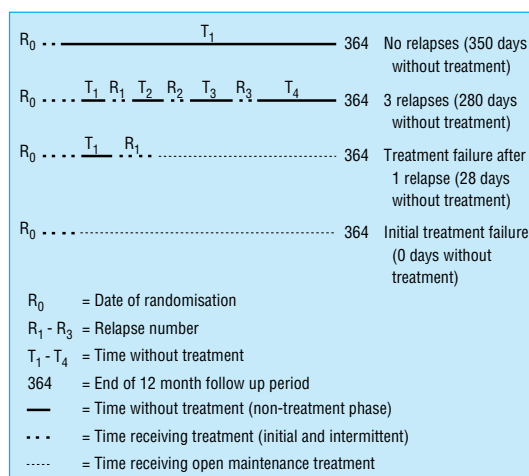 T₁
R₀ 364 No relapses (350 days
without treatment)
T₁ R₁ T₂ R₂ T₃ R₃ T₄
R₀ 364 3 relapses (280 days
without treatment)
T₁ R₁
R₀ 364 Treatment failure after
1 relapse (28 days
without treatment)
R₀ 364 Initial treatment failure
(0 days without
treatment)
R₀ = Date of randomisation
R₁ - R₃ = Relapse number
T₁ - T₄ = Time without treatment
364 = End of 12 month follow up period
= Time without treatment (non-treatment phase)
= Time receiving treatment (initial and intermittent)
= Time receiving open maintenance treatment